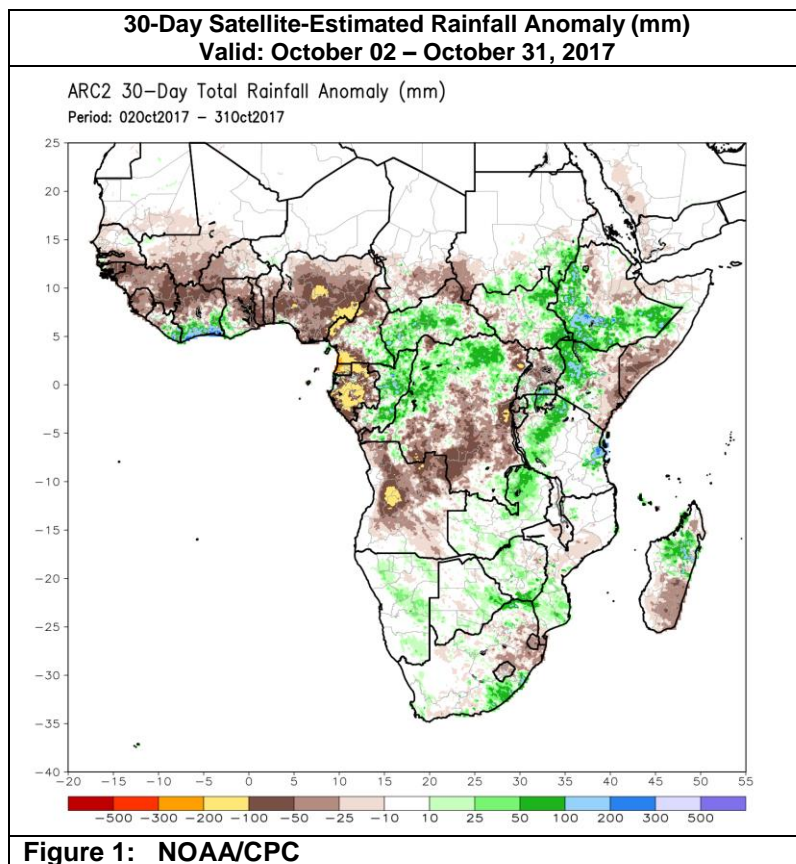 30-Day Satellite-Estimated Rainfall Anomaly (mm)
Valid: October 02 – October 31, 2017
ARC2 30-Day Total Rainfall Anomaly (mm)
Period: 02Oct2017 – 31Oct2017
25
20
15
10
5
0
-5
-10
-15
-20
-25
-30
-35
-40
-20 -15 -10 -5 0 5 10 15 20 25 30 35 40 45 50 55
-500 -300 -200 -100 -50 -25 -10 10 25 50 100 200 300 500
Figure 1: NOAA/CPC